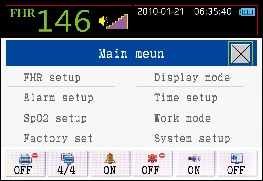 FHR 146 2010-01-21 06:35:40
Main meun
FHR setup Display mode
Alarm setup Time setup
SpO2 setup Work mode
Factory set System setup
OFF 4/4 ON OFF ON OFF